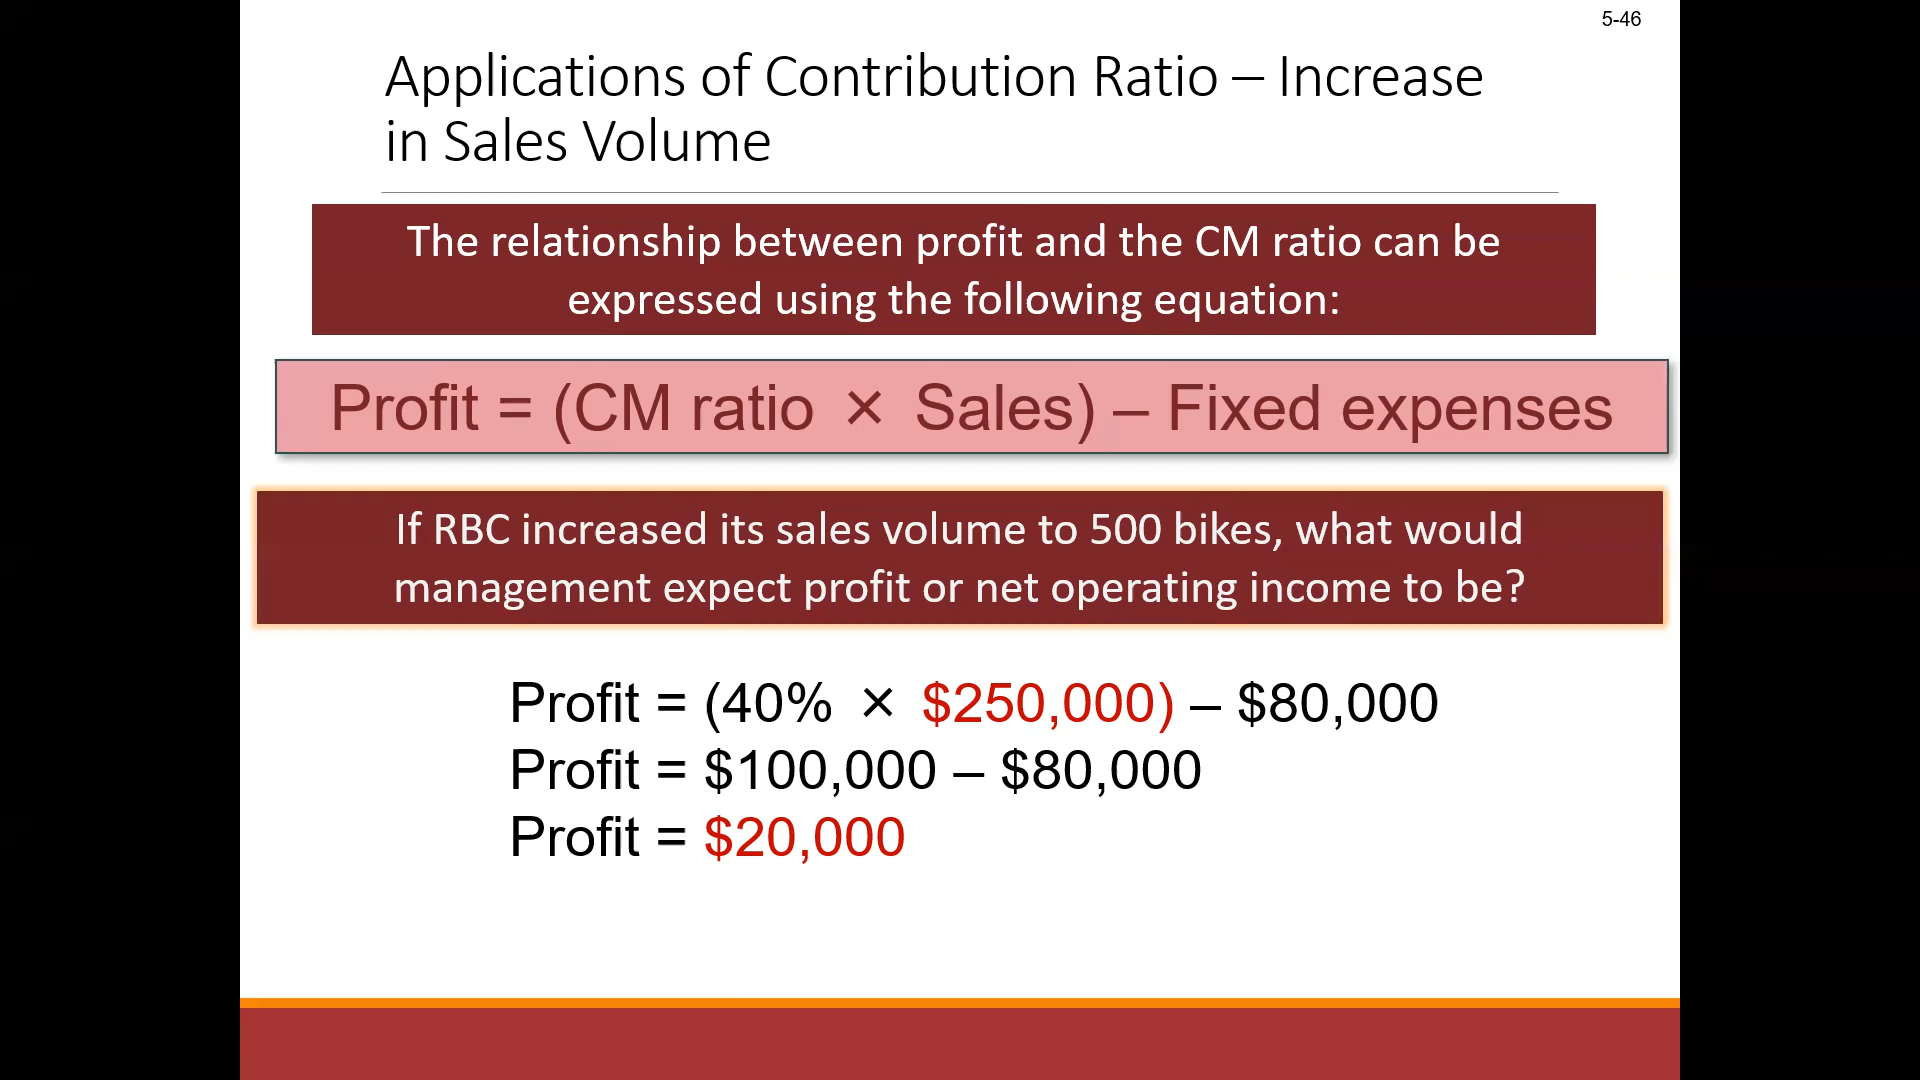 5-46
Applications of Contribution Ratio – Increase
in Sales Volume
The relationship between profit and the CM ratio can be
expressed using the following equation:
Profit = (CM ratio × Sales) – Fixed expenses
If RBC increased its sales volume to 500 bikes, what would
management expect profit or net operating income to be?
Profit = (40% × $250,000) – $80,000
Profit = $100,000 – $80,000
Profit = $20,000